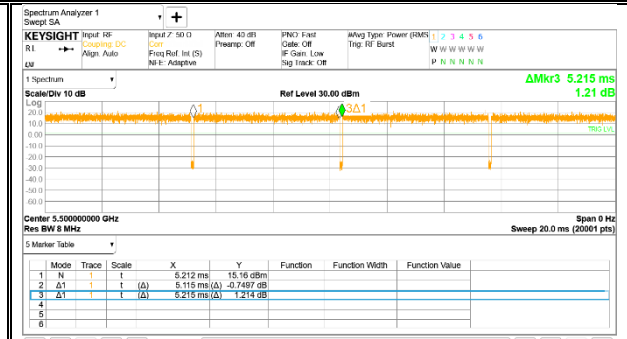 Spectrum Analyzer 1
Swept SA
+
KEYSIGHT Input: RF Input Z: 50 Ω Atten: 40 dB PNO: Fast #Avg Type: Power (RMS 1 2 3 4 5 6
RL Coupling: DC Corr Preamp: Off Gate: Off Trig: RF Burst W W W W W W
Align: Auto Freq Ref: Int (S) IF Gain: Low
NFE: Adaptive Sig Track: Off P N N N N N
1 Spectrum ΔMkr3 5.215 ms
Scale/Div 10 dB Ref Level 30.00 dBm 1.21 dB
Log
20.0 1 3Δ1
10.0 TRIG LVL
0.00
-10.0
-20.0
-30.0
-40.0
-50.0
-60.0
Center 5.500000000 GHz Span 0 Hz
Res BW 8 MHz Sweep 20.0 ms (20001 pts)
5 Marker Table
Mode Trace Scale X Y Function Function Width Function Value
1 N 1 t 5.212 ms 15.16 dBm
2 Δ1 1 t (Δ) 5.115 ms (Δ) -0.7497 dB
3 Δ1 1 t (Δ) 5.215 ms (Δ) 1.214 dB
4
5
6